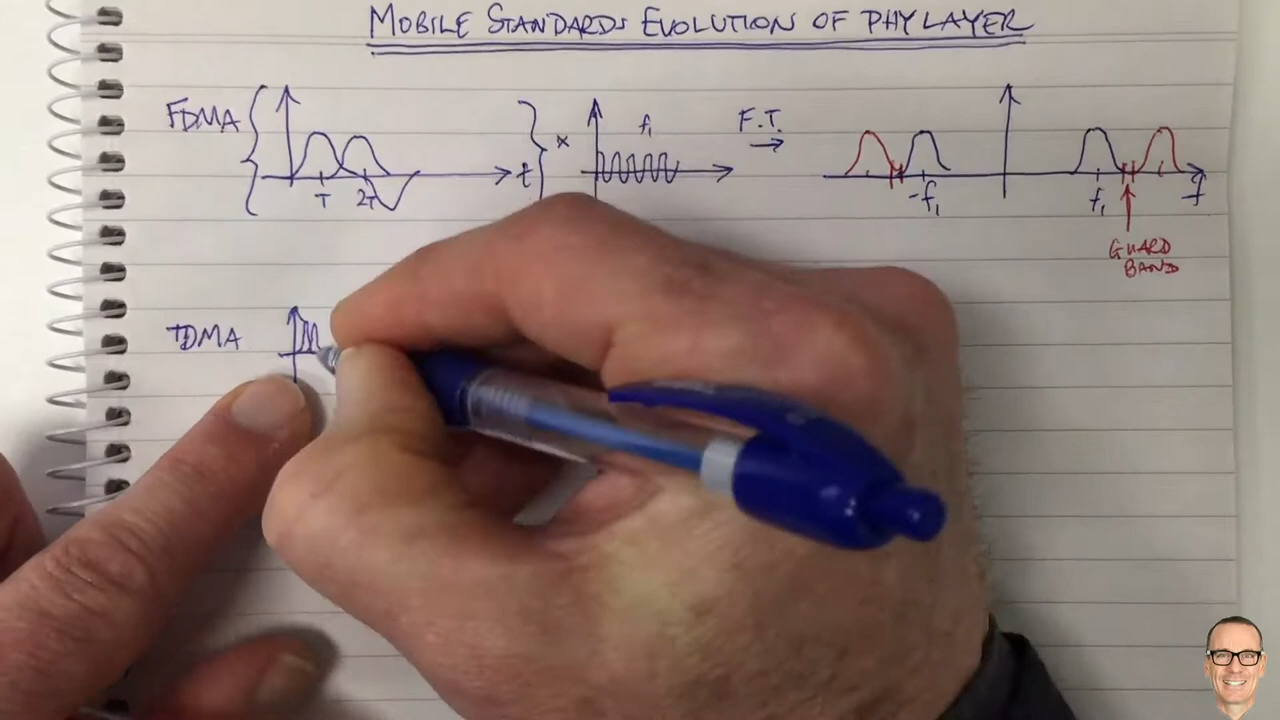 MOBILE STANDARDS EVOLUTION OF PHY LAYER
FDMA
T 2T
t
x
f1
F.T.
-f1 f1 f
GUARD
BAND
TDMA